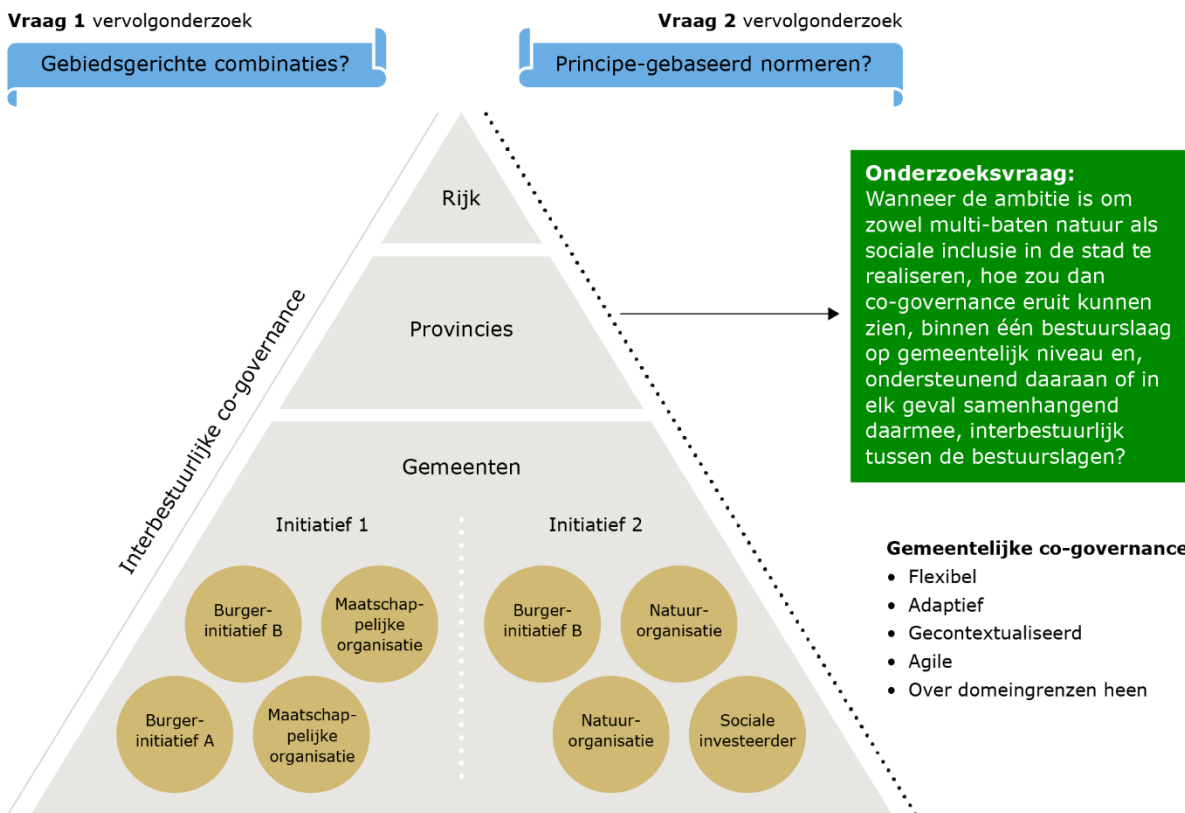 Vraag 1 vervolgonderzoek
Gebiedsgerichte combinaties?
Vraag 2 vervolgonderzoek
Principe-gebaseerd normeren?
Interbestuurlijke co-governance
Rijk
Provincies
Gemeenten
Initiatief 1
Burger-
initiatief B
Maatschap-
pelijke
organisatie
Burger-
initiatief A
Maatschap-
pelijke
organisatie
Initiatief 2
Burger-
initiatief B
Natuur-
organisatie
Natuur-
organisatie
Sociale
investeerder
Onderzoeksvraag:
Wanneer de ambitie is om
zowel multi-baten natuur als
sociale inclusie in de stad te
realiseren, hoe zou dan
co-governance eruit kunnen
zien, binnen één bestuurslaag
op gemeentelijk niveau en,
ondersteunend daaraan of in
elk geval samenhangend
daarmee, interbestuurlijk
tussen de bestuurslagen?
Gemeentelijke co-governance
• Flexibel
• Adaptief
• Gecontextualiseerd
• Agile
• Over domeingrenzen heen